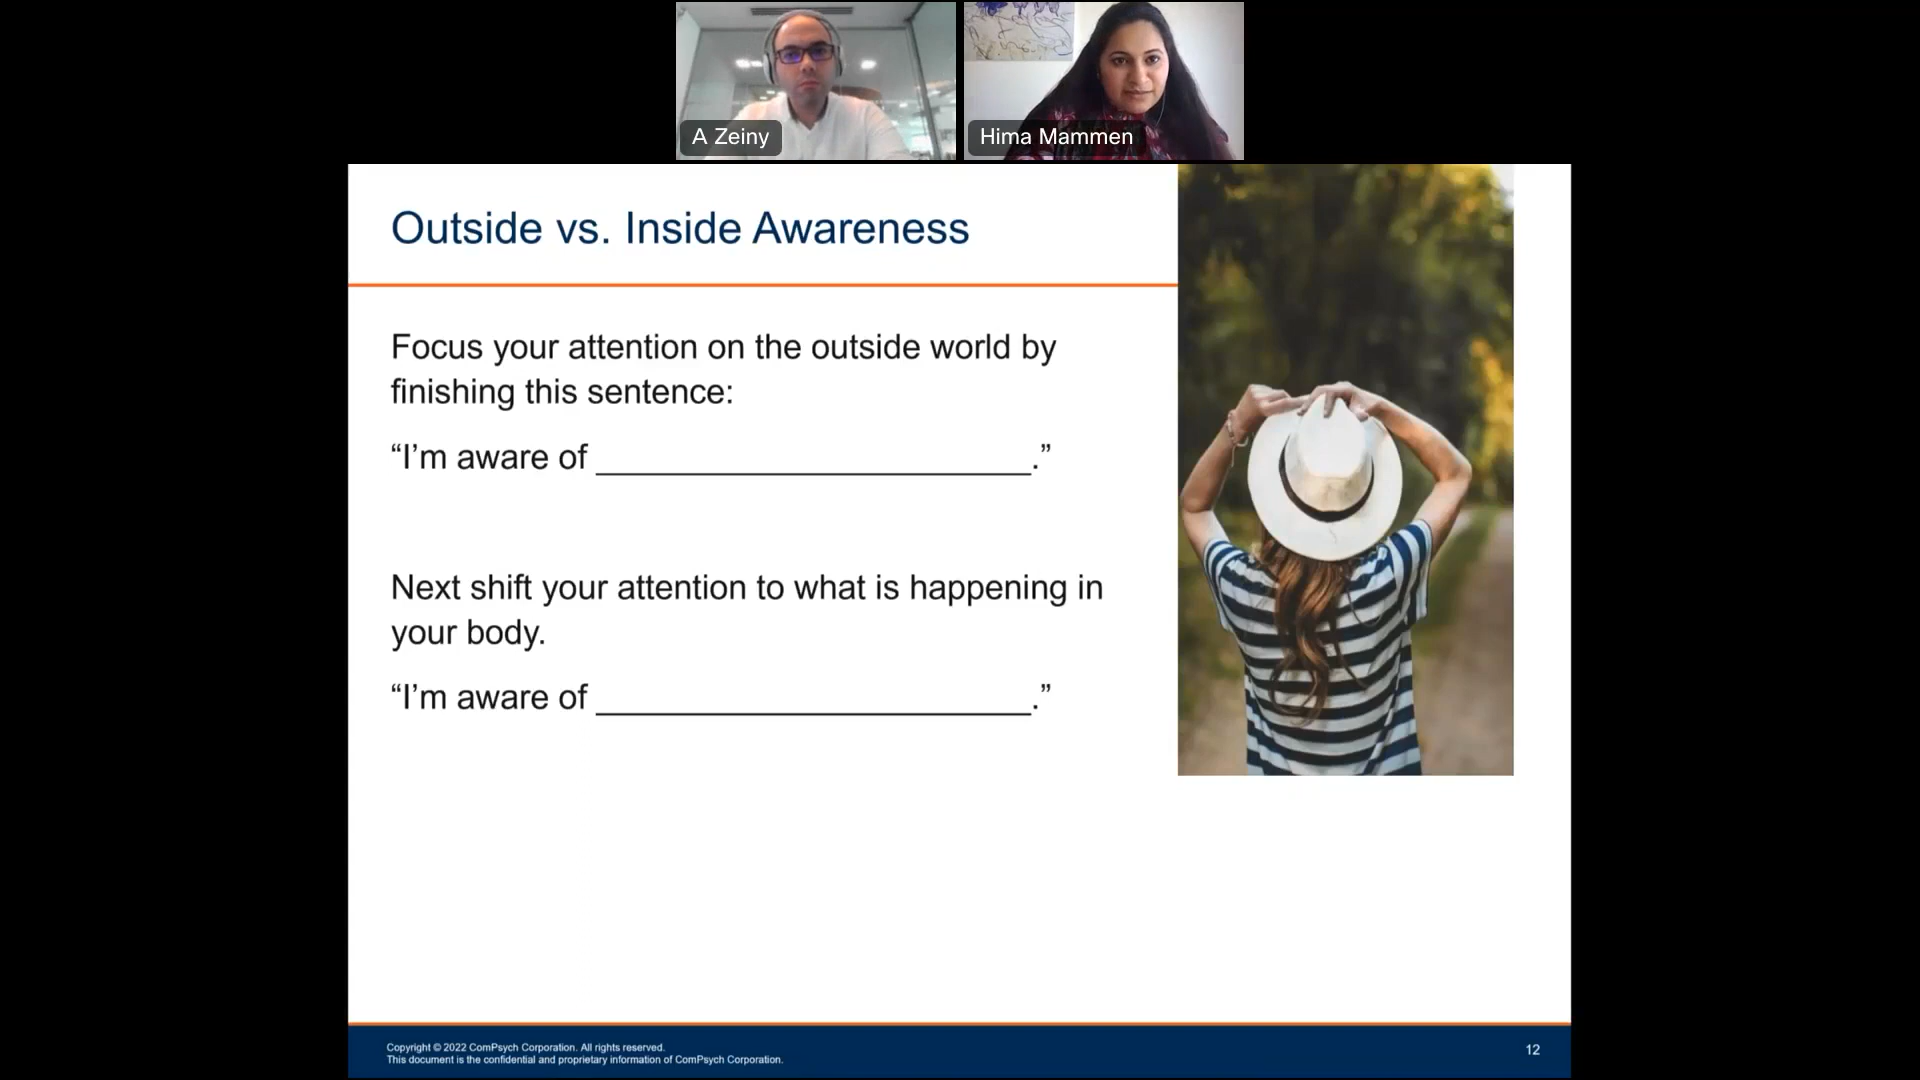 A Zeiny
Hima Mammen
Outside vs. Inside Awareness
Focus your attention on the outside world by
finishing this sentence:
“I’m aware of _______________________.”
Next shift your attention to what is happening in
your body.
“I’m aware of _______________________.”
Copyright © 2022 ComPsych Corporation. All rights reserved.
This document is the confidential and proprietary information of ComPsych Corporation.
12